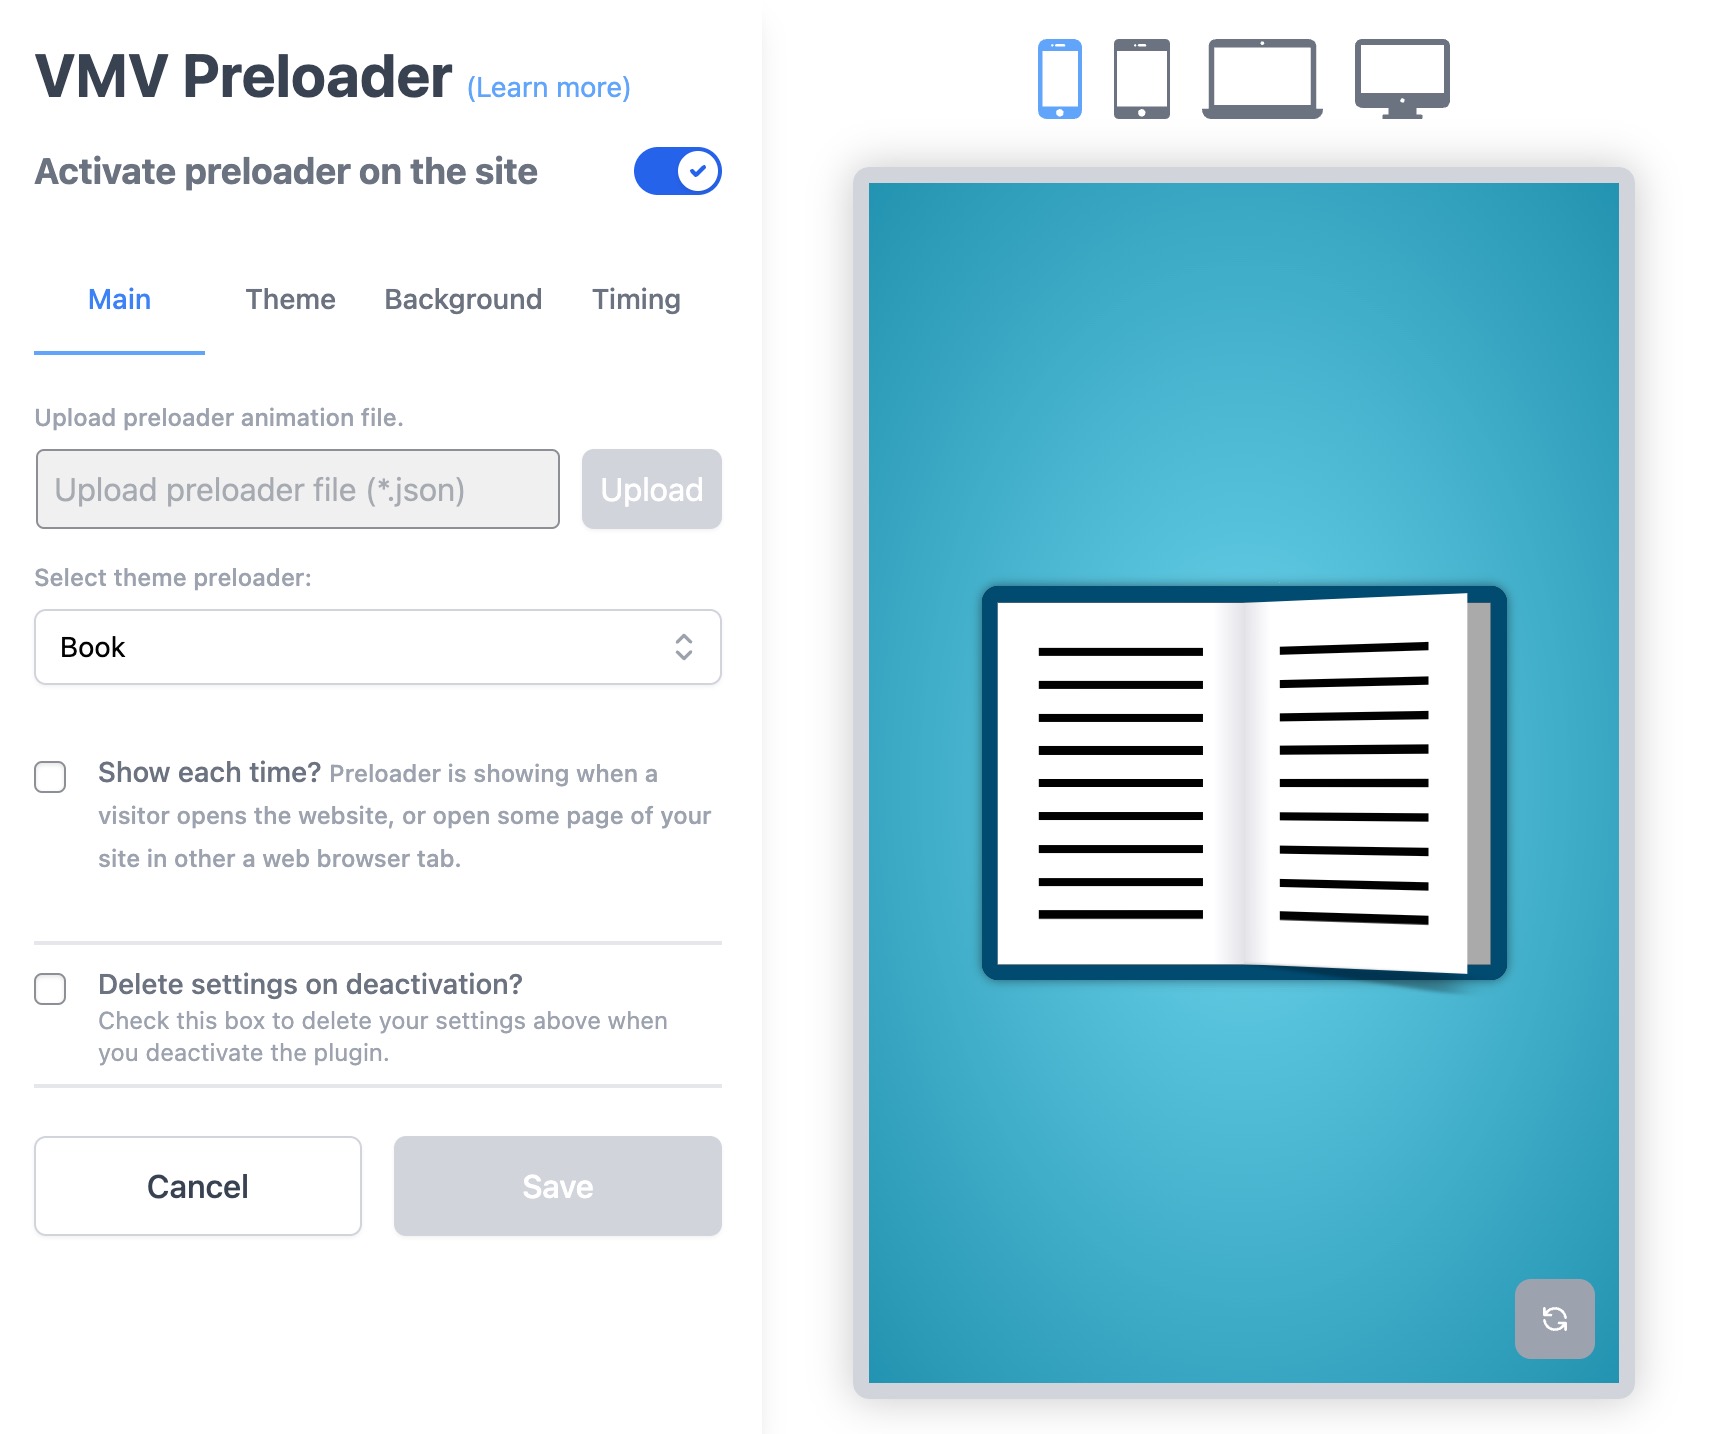 VMV Preloader (Learn more)
Activate preloader on the site
Main Theme Background Timing
Upload preloader animation file.
Upload preloader file (*.json) Upload
Select theme preloader:
Book
Show each time? Preloader is showing when a
visitor opens the website, or open some page of your
site in other a web browser tab.
Delete settings on deactivation?
Check this box to delete your settings above when
you deactivate the plugin.
Cancel Save